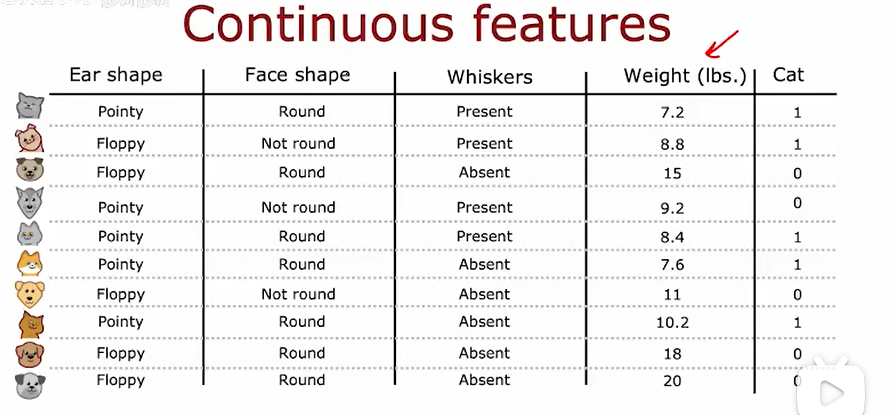 Continuous features
Ear shape Face shape Whiskers Weight (lbs.) Cat
Pointy Round Present 7.2 1
Floppy Not round Present 8.8 1
Floppy Round Absent 15 0
Pointy Not round Present 9.2 0
Pointy Round Present 8.4 1
Pointy Round Absent 7.6 1
Floppy Not round Absent 11 0
Pointy Round Absent 10.2 1
Floppy Round Absent 18 0
Floppy Round Absent 20 0